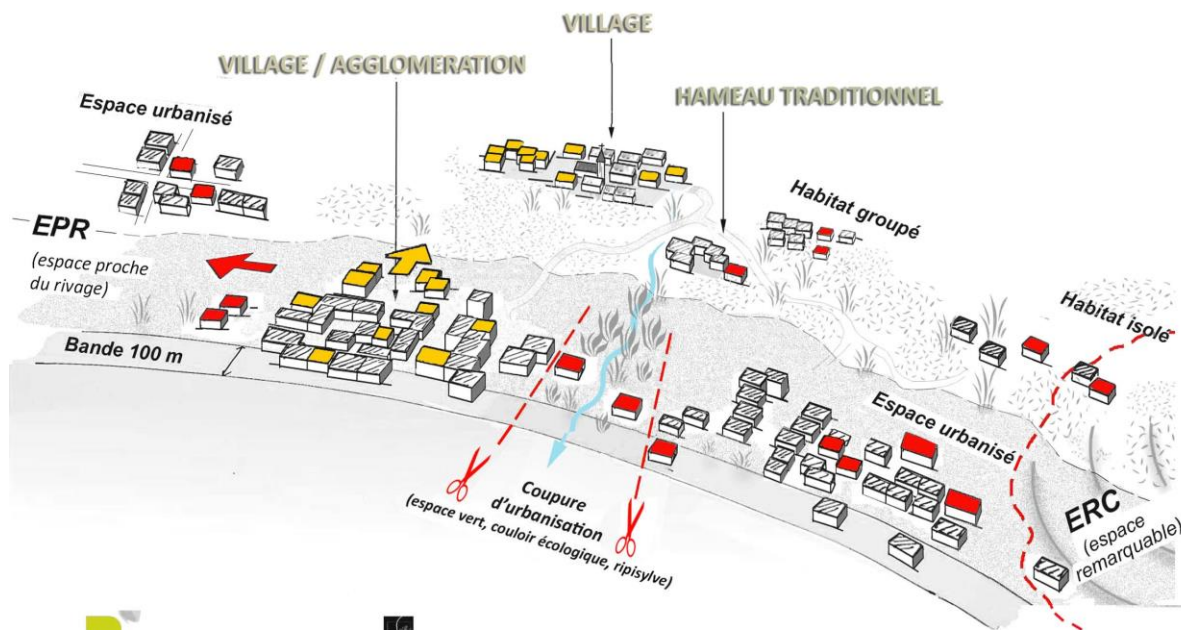 VILLAGE
VILLAGE / AGGLOMERATION
HAMEAU TRADITIONNEL
Espace urbanisé
Habitat groupé
EPR
(espace proche
du rivage)
Habitat isolé
Bande 100 m
Espace urbanisé
Coupure
d'urbanisation
(espace vert, couloir écologique, ripisylve)
ERC
(espace
remarquable)